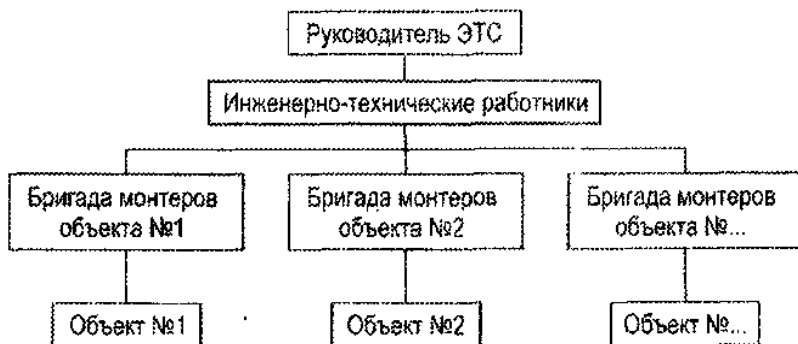 Руководитель ЭТС
Инженерно-технические работники
Бригада монтеров
объекта №1
Бригада монтеров
объекта №2
Бригада монтеров
объекта №...
Объект №1
Объект №2
Объект №...